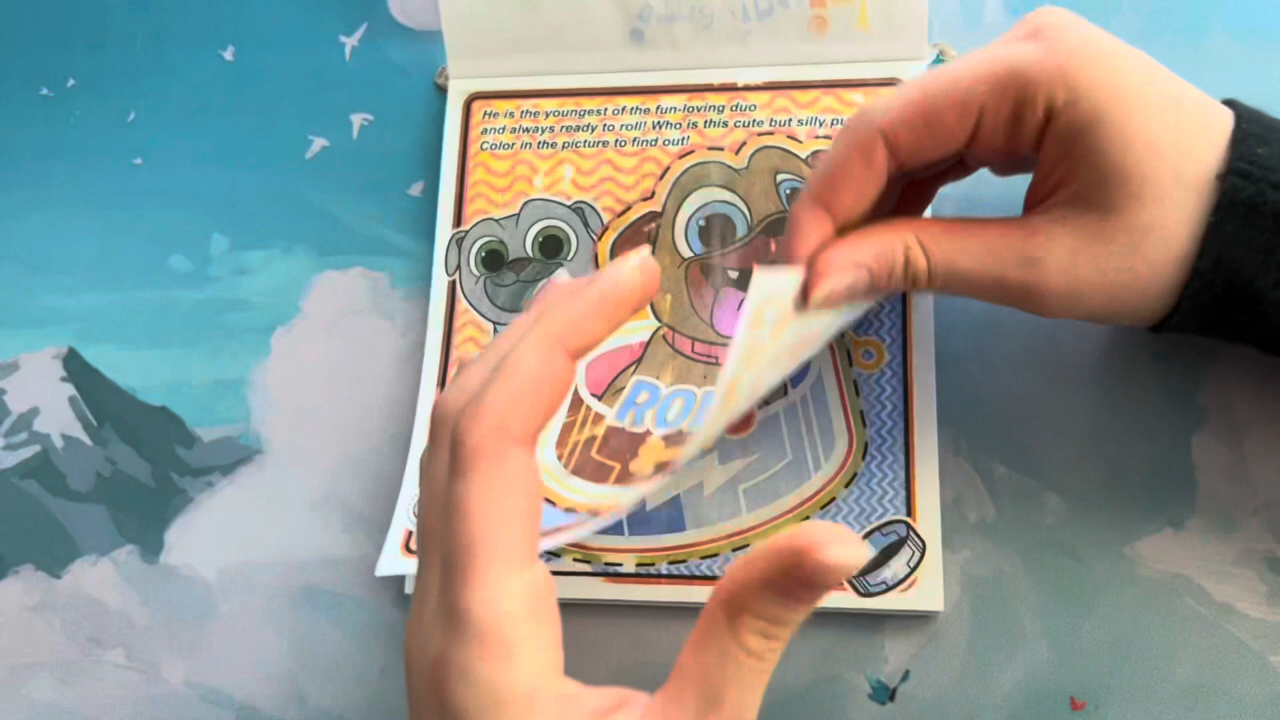 He is the youngest of the fun-loving duo
and always ready to roll! Who is this cute but silly
Color in the picture to find out!